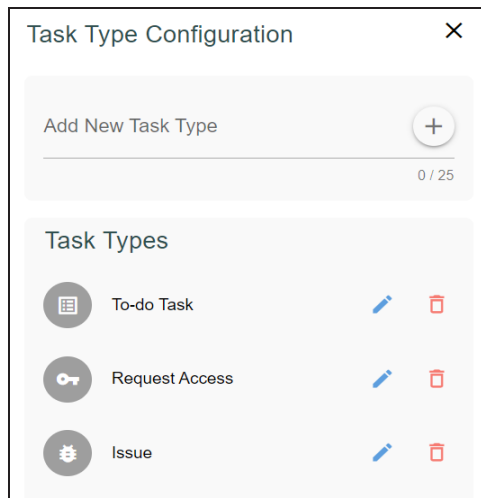 Task Type Configuration
Add New Task Type
0 / 25
Task Types
To-do Task
Request Access
Issue